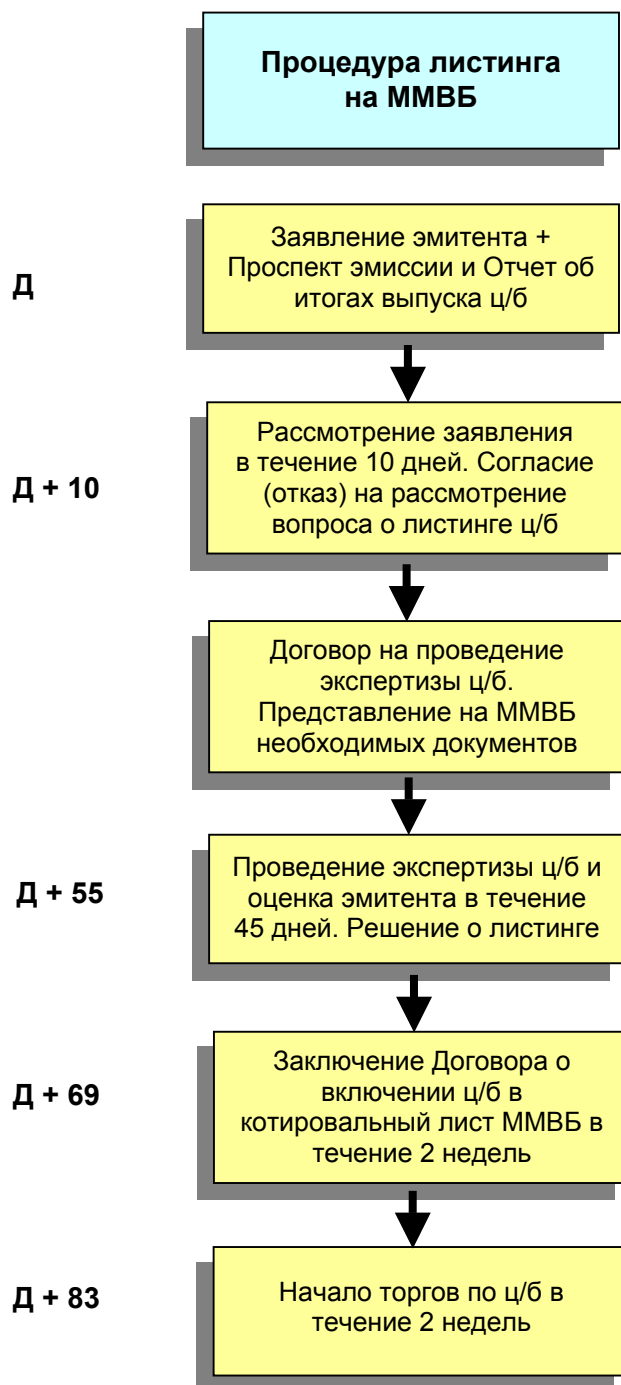 Процедура листинга
на ММВБ
Д
Заявление эмитента +
Проспект эмиссии и Отчет об
итогах выпуска ц/б
Д + 10
Рассмотрение заявления
в течение 10 дней. Согласие
(отказ) на рассмотрение
вопроса о листинге ц/б
Договор на проведение
экспертизы ц/б.
Представление на ММВБ
необходимых документов
Д + 55
Проведение экспертизы ц/б и
оценка эмитента в течение
45 дней. Решение о листинге
Д + 69
Заключение Договора о
включении ц/б в
котировальный лист ММВБ в
течение 2 недель
Д + 83
Начало торгов по ц/б в
течение 2 недель